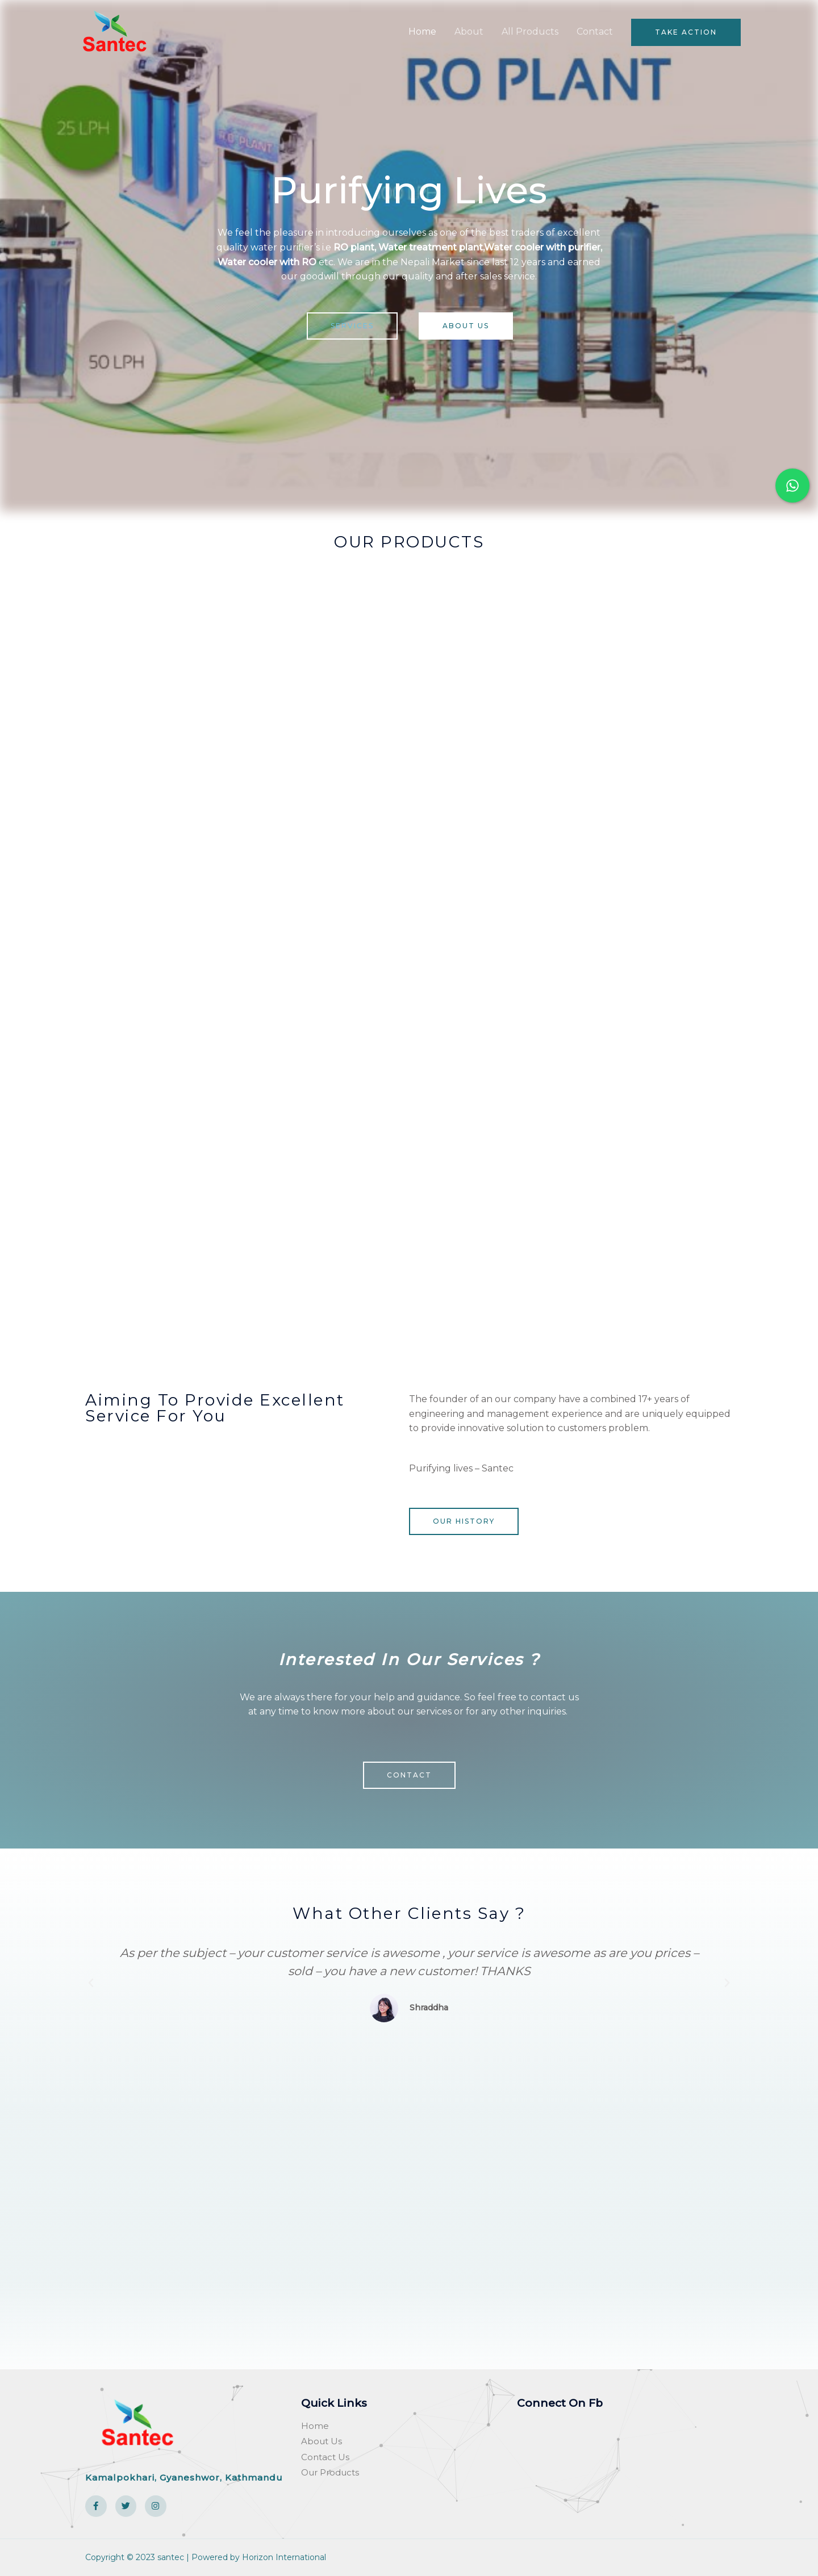 Santec
Home
About
All Products
Contact
TAKE ACTION
RO PLANT
25 LPH
RO PLANT
50 LPH
Purifying Lives
We feel the pleasure in introducing ourselves as one of the best traders of excellent
quality water purifier's i.e RO plant, Water treatment plant,Water cooler with purifier,
Water cooler with RO etc. We are in the Nepali Market since last 12 years and earned
our goodwill through our quality and after sales service.
ABOUT US
OUR PRODUCTS
Aiming To Provide Excellent
Service For You
The founder of an our company have a combined 17+ years of
engineering and management experience and are uniquely equipped
to provide innovative solution to customers problem.
Purifying lives – Santec
OUR HISTORY
Interested In Our Services ?
We are always there for your help and guidance. So feel free to contact us
at any time to know more about our services or for any other inquiries.
CONTACT
What Other Clients Say ?
As per the subject – your customer service is awesome , your service is awesome as are you prices –
sold – you have a new customer! THANKS
Shraddha
Santec
Kamalpokhari, Gyaneshwor, Kathmandu
Quick Links
Home
About Us
Contact Us
Our Products
Connect On Fb
Copyright © 2023 santec | Powered by Horizon International